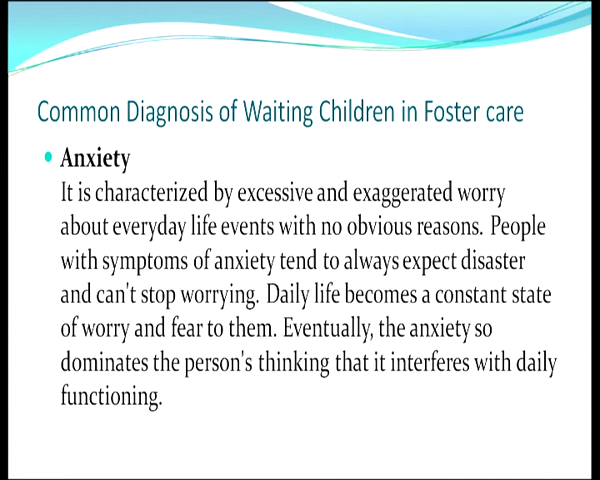 Common Diagnosis of Waiting Children in Foster care
• Anxiety
It is characterized by excessive and exaggerated worry
about everyday life events with no obvious reasons. People
with symptoms of anxiety tend to always expect disaster
and can't stop worrying. Daily life becomes a constant state
of worry and fear to them. Eventually, the anxiety so
dominates the person's thinking that it interferes with daily
functioning.